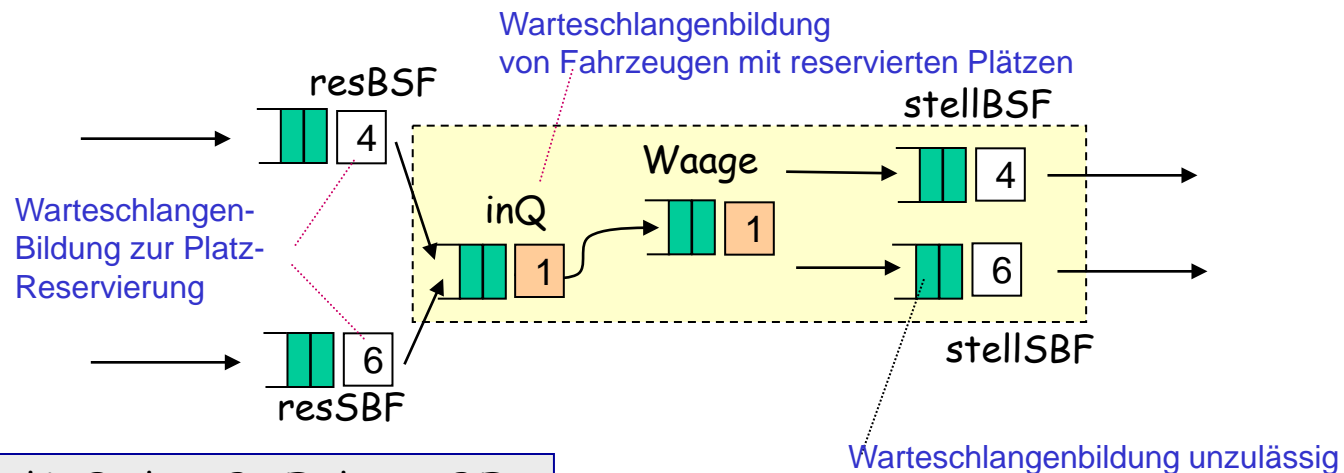 Warteschlangenbildung
von Fahrzeugen mit reservierten Plätzen
resBSF
stellBSF
4
Waage
4
Warteschlangen-
Bildung zur Platz-
Reservierung
inQ
1
1
6
6
stellSBF
resSBF
Warteschlangenbildung unzulässig